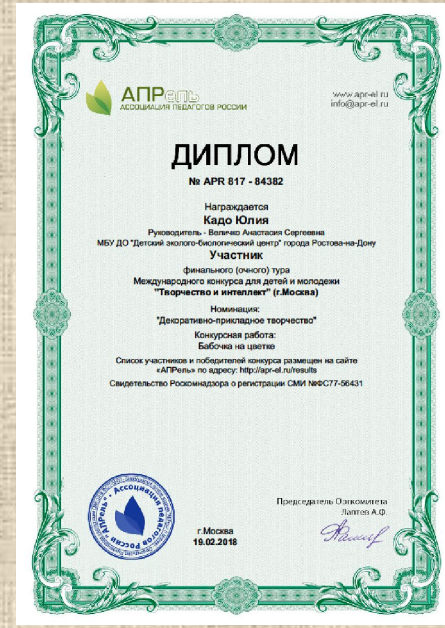 АПРель
АССОЦИАЦИЯ ПЕДАГОГОВ РОССИИ
www.apr-el.ru
info@apr-el.ru
ДИПЛОМ
№ APR 817 - 84382
Награждается
Кадо Юлия
Руководитель - Величко Анастасия Сергеевна
МБУ ДО "Детский эколого-биологический центр" города Ростова-на-Дону
Участник
финального (очного) тура
Международного конкурса для детей и молодежи
"Творчество и интеллект" (г.Москва)
Номинация:
"Декоративно-прикладное творчество"
Конкурсная работа:
Бабочка на цветке
Список участников и победителей конкурса размещен на сайте
«АПРель» по адресу: http://apr-el.ru/results
Свидетельство Роскомнадзора о регистрации СМИ №ФС77-56431
Председатель Оргкомитета
Лаптев А.Ф.
Ассоциация педагогов России "АПРель"
г.Москва
19.02.2018